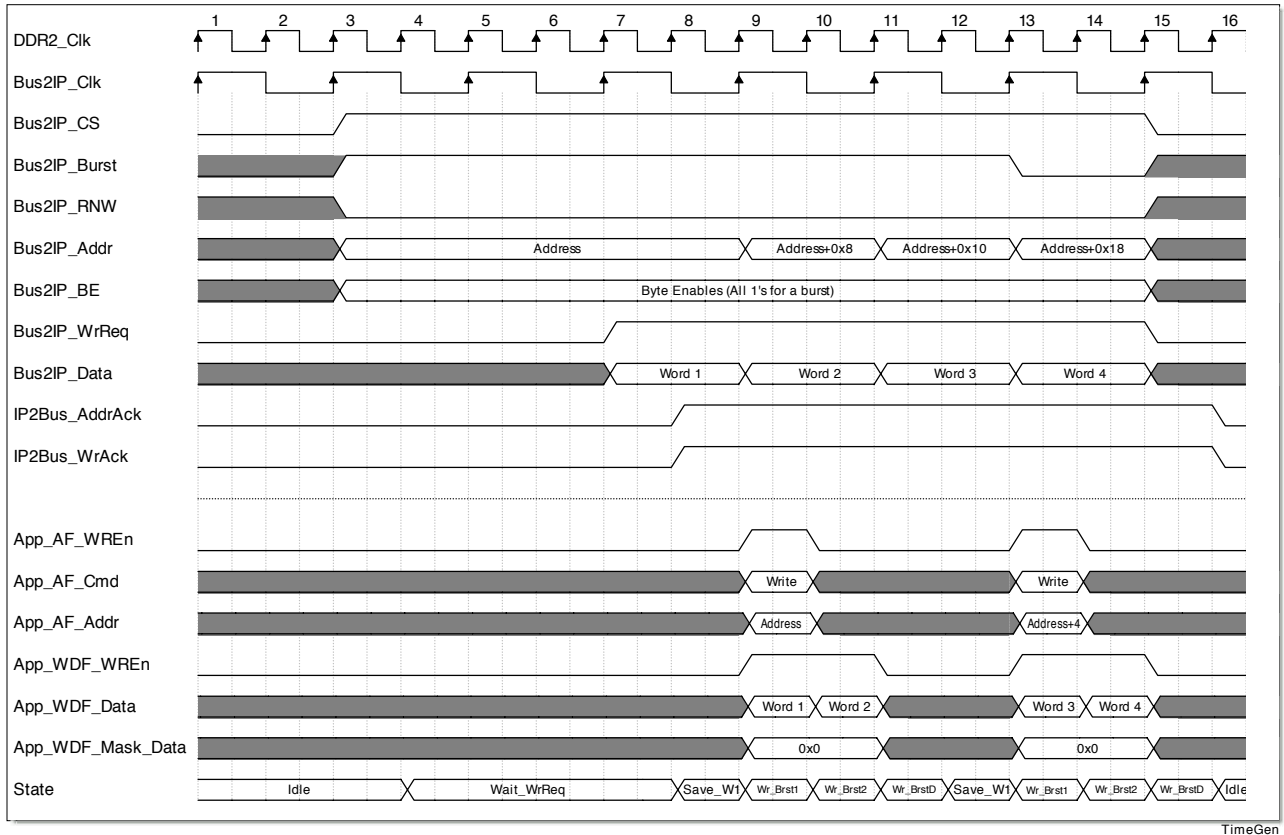 1 2 3 4 5 6 7 8 9 10 11 12 13 14 15 16
DDR2_Clk
Bus2IP_Clk
Bus2IP_CS
Bus2IP_Burst
Bus2IP_RNW
Bus2IP_Addr Address Address+0x8 Address+0x10 Address+0x18
Bus2IP_BE Byte Enables (All 1's for a burst)
Bus2IP_WrReq
Bus2IP_Data Word 1 Word 2 Word 3 Word 4
IP2Bus_AddrAck
IP2Bus_WrAck
App_AF_WREn
App_AF_Cmd Write Write
App_AF_Addr Address Address+4
App_WDF_WREn
App_WDF_Data Word 1 Word 2 Word 3 Word 4
App_WDF_Mask_Data 0x0 0x0
State Idle Wait_WrReq Save_W1 Wr_Brst1 Wr_Brst2 Wr_BrstD Save_W1 Wr_Brst1 Wr_Brst2 Wr_BrstD Idle
TimeGen